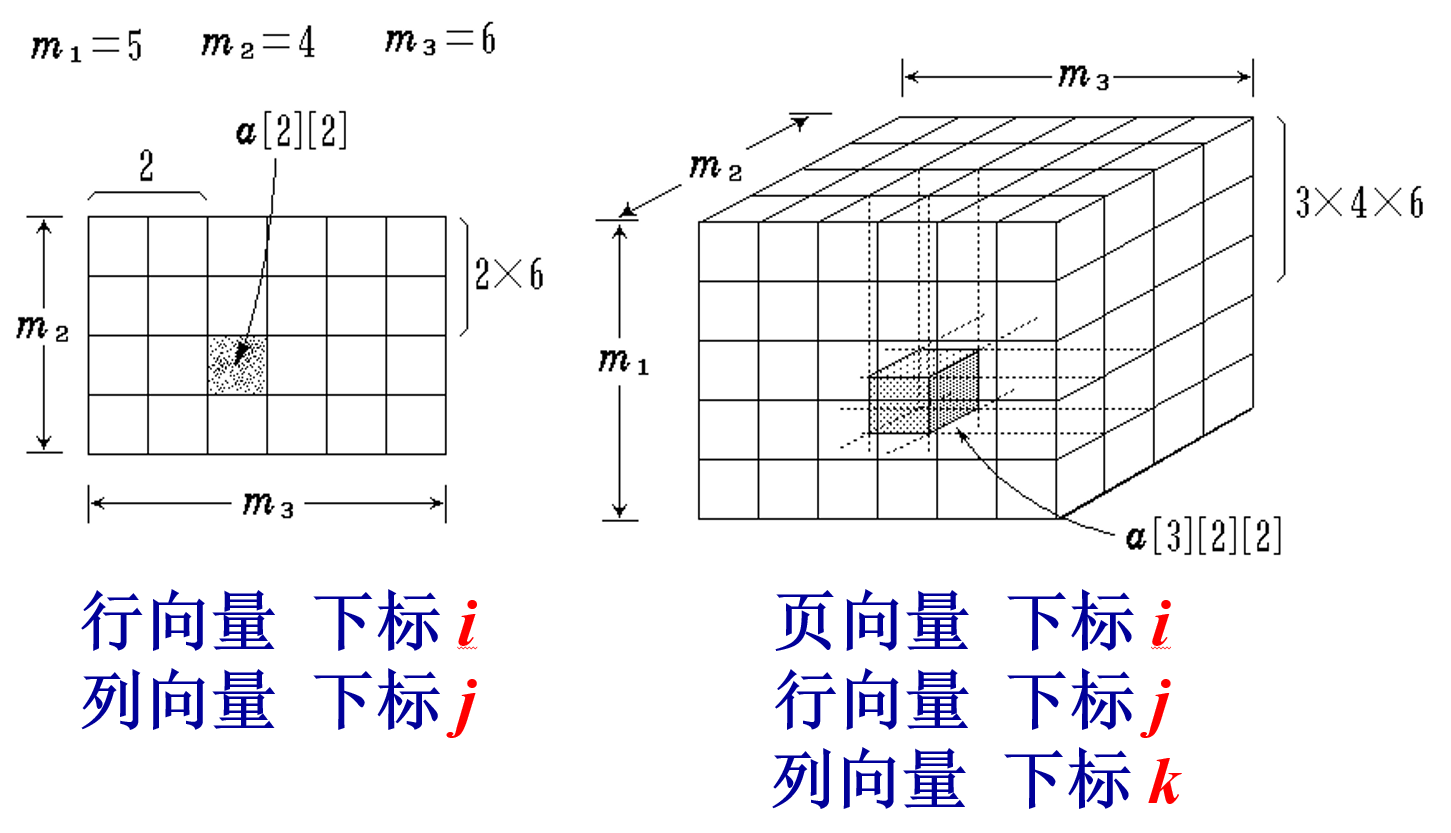 m₁=5 m₂=4 m₃=6
a[2][2]
2
m₂
2×6
m₃
m₃
m₂
3×4×6
m₁
a[3][2][2]
行向量 下标 i
列向量 下标 j
页向量 下标 i
行向量 下标 j
列向量 下标 k